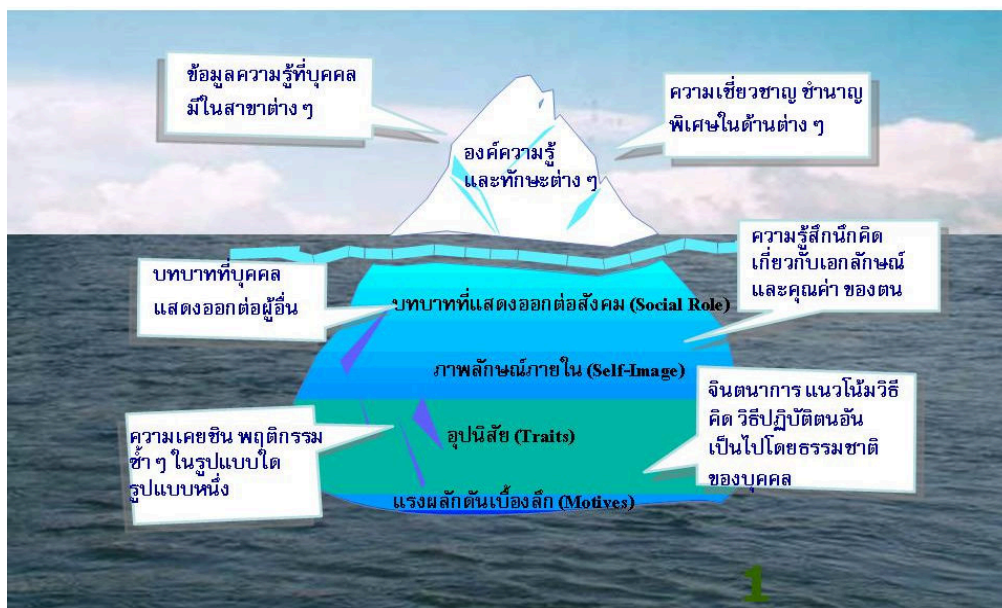 ข้อมูลความรู้ที่บุคคล
มีในสาขาต่าง ๆ
ความเชี่ยวชาญ ชำนาญ
พิเศษในด้านต่าง ๆ
องค์ความรู้
และทักษะต่าง ๆ
ความรู้สึกนึกคิด
เกี่ยวกับเอกลักษณ์
และคุณค่า ของตน
บทบาทที่บุคคล
แสดงออกต่อผู้อื่น
บทบาทที่แสดงออกต่อสังคม (Social Role)
ภาพลักษณ์ภายใน (Self-Image)
จินตนาการ แนวโน้มวิธี
คิด วิธีปฏิบัติตนอัน
เป็นไปโดยธรรมชาติ
ของบุคคล
ความเคยชิน พฤติกรรม
ซ้ำ ๆ ในรูปแบบใด
รูปแบบหนึ่ง
อุปนิสัย (Traits)
แรงผลักดันเบื้องลึก (Motives)
1